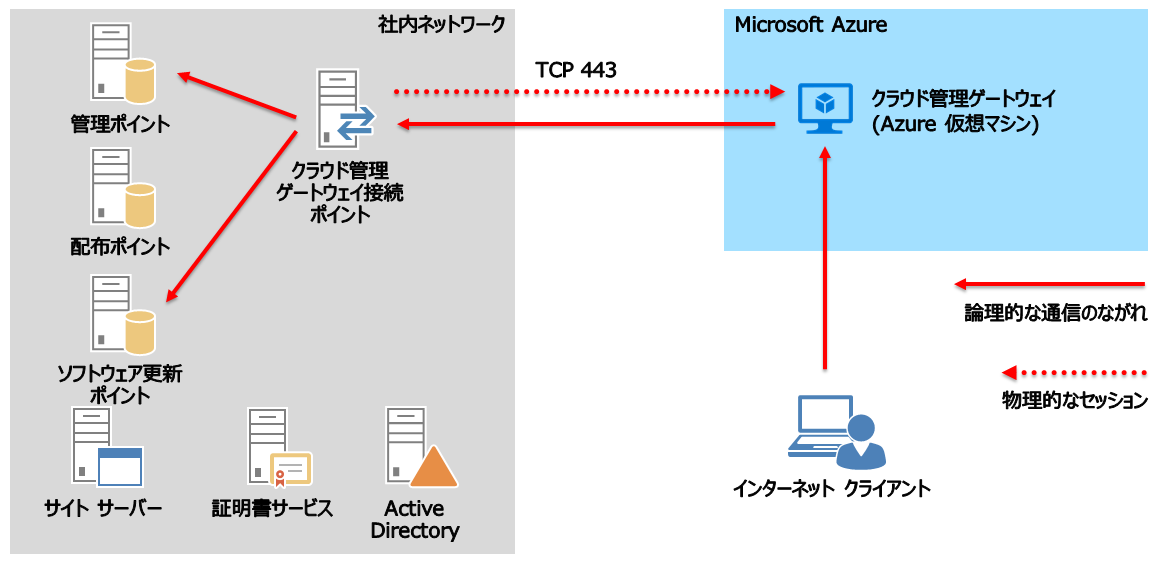 社内ネットワーク
管理ポイント
クラウド管理
ゲートウェイ接続
ポイント
配布ポイント
ソフトウェア更新
ポイント
サイト サーバー
証明書サービス
Active
Directory
TCP 443
Microsoft Azure
クラウド管理ゲートウェイ
(Azure 仮想マシン)
論理的な通信のながれ
物理的なセッション
インターネット クライアント